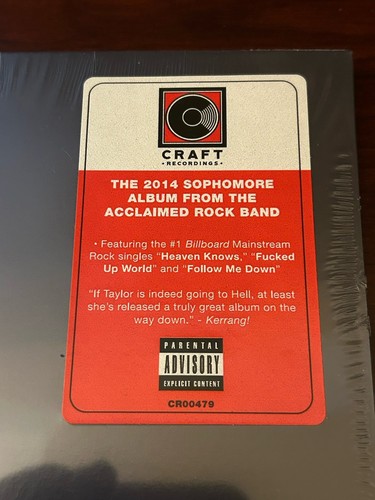 CRAFT
• RECORDINGS •
THE 2014 SOPHOMORE
ALBUM FROM THE
ACCLAIMED ROCK BAND
• Featuring the #1 Billboard Mainstream
Rock singles “Heaven Knows,” “Fucked
Up World” and “Follow Me Down”
“If Taylor is indeed going to Hell, at least
she's released a truly great album on the
way down.” - Kerrang!
PARENTAL
ADVISORY
EXPLICIT CONTENT
CR00479